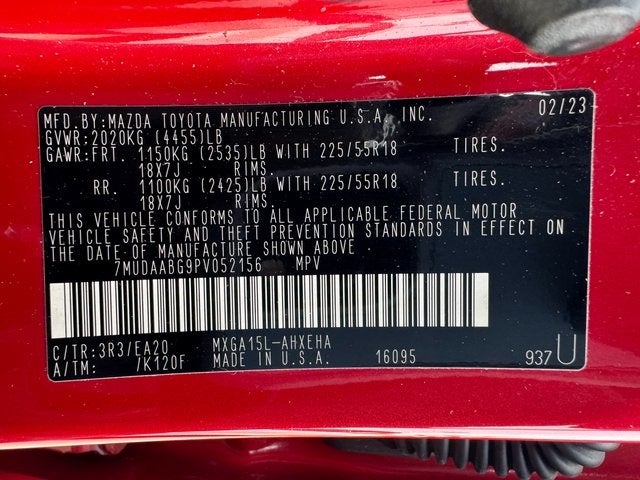 MFD.BY:MAZDA TOYOTA MANUFACTURING U.S.A. INC. 02/23
GVWR:2020KG (4455)LB
GAWR:FRT. 1150KG (2535)LB WITH 225/55R18 TIRES.
18X7J RIMS.
RR. 1100KG (2425)LB WITH 225/55R18 TIRES.
18X7J RIMS.
THIS VEHICLE CONFORMS TO ALL APPLICABLE FEDERAL MOTOR
VEHICLE SAFETY AND THEFT PREVENTION STANDARDS IN EFFECT ON
THE DATE OF MANUFACTURE SHOWN ABOVE
7MUDAABG9PV052156 MPV
C/TR:3R3/EA20 MXGA15L-AHXEHA
A/TM: /K120F MADE IN U.S.A. 16095 937U